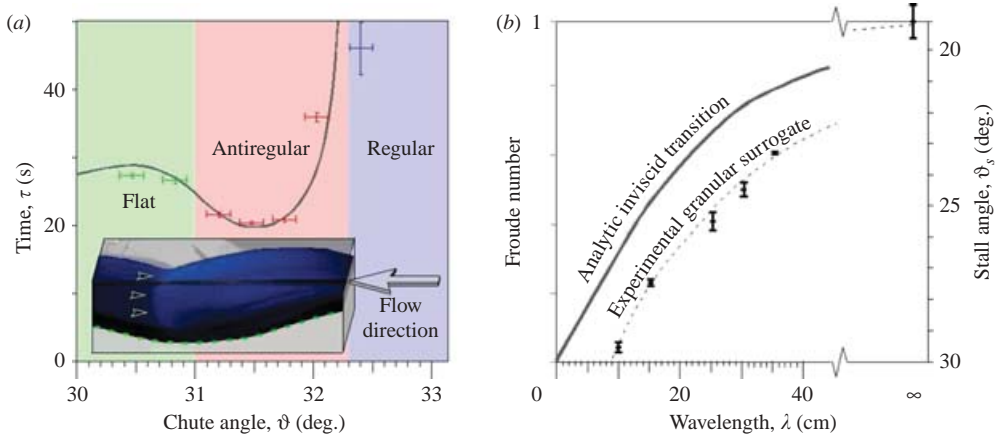 (a)
40
20
0
Time, τ (s)
Flat
Antiregular
Regular
Flow
direction
30
31
32
33
Chute angle, ϑ (deg.)
(b)
1
0
Froude number
Analytic inviscid transition
Experimental granular surrogate
20
40
∞
Wavelength, λ (cm)
20
25
30
Stall angle, ϑs (deg.)